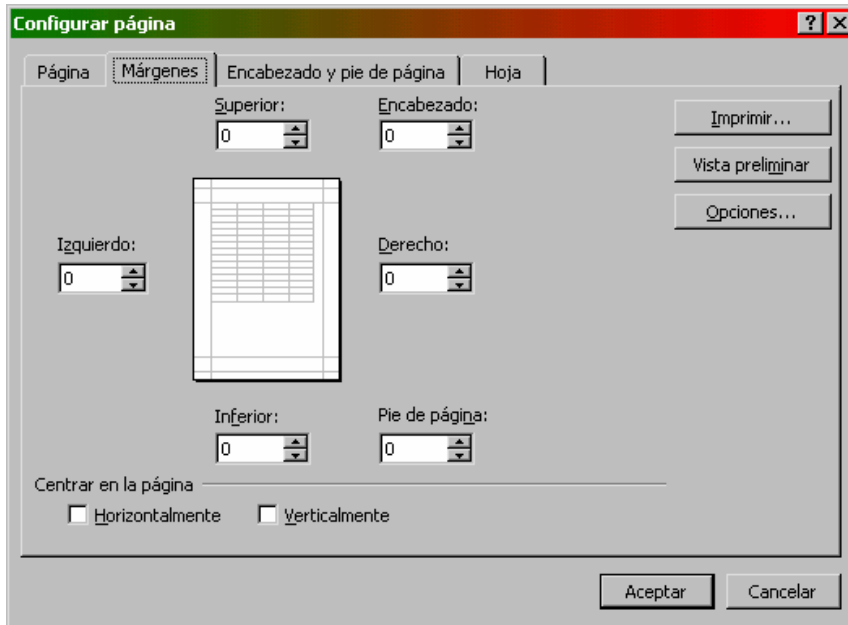 Configurar página
Página Márgenes Encabezado y pie de página Hoja
Superior: Encabezado:
0 0
Imprimir...
Vista preliminar
Opciones...
Izquierdo: Derecho:
0 0
Inferior: Pie de página:
0 0
Centrar en la página
Horizontalmente Verticalmente
Aceptar Cancelar